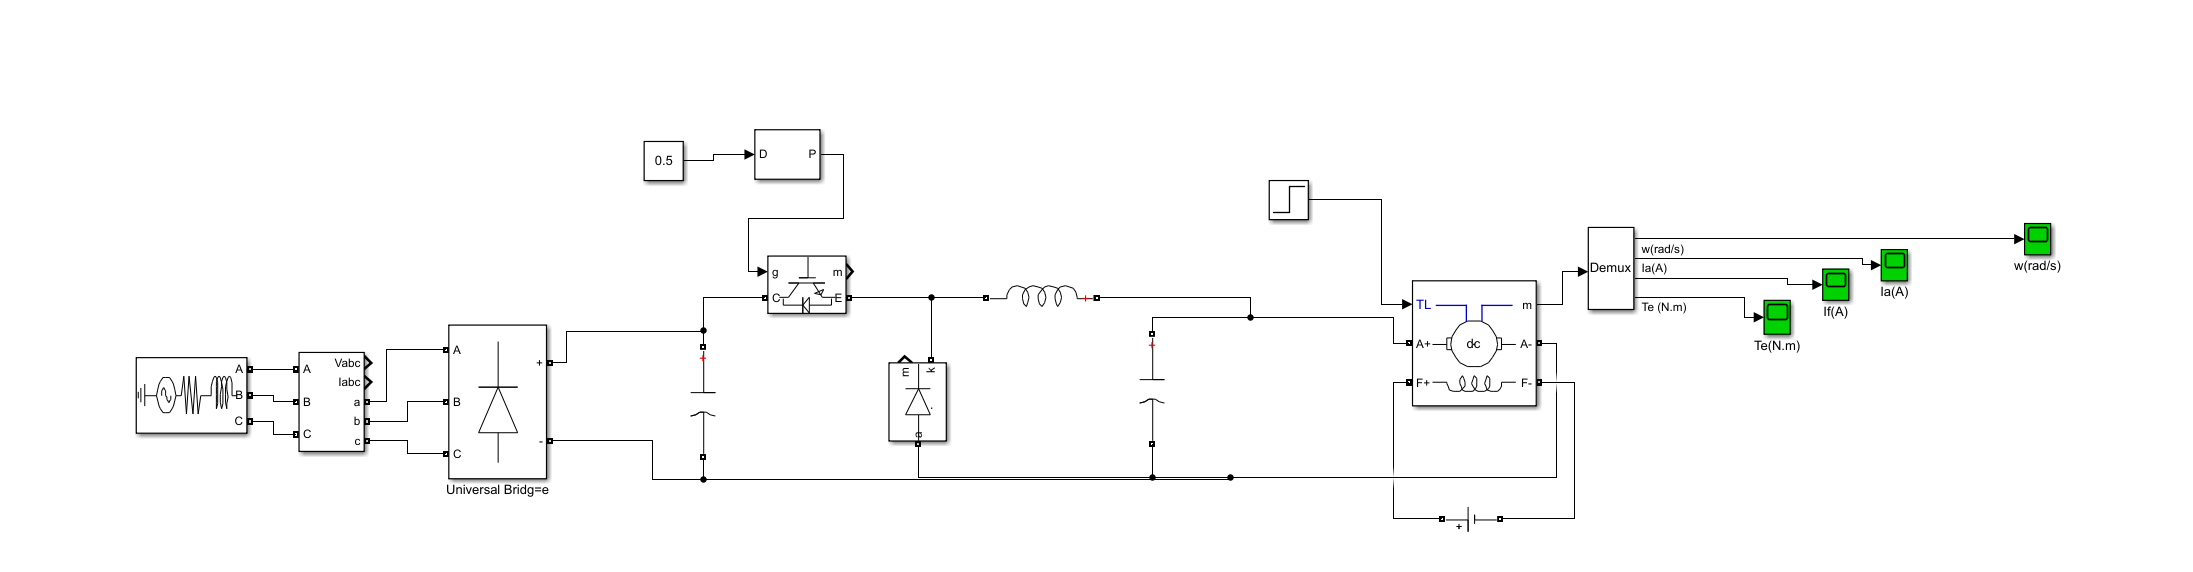 0.5
D
P
g
m
C
E
TL
m
A+
dc
A-
F+
F-
Demux
w(rad/s)
Ia(A)
Te (N.m)
w(rad/s)
Ia(A)
If(A)
Te(N.m)
A
B
C
A
B
C
Vabc
Iabc
a
b
c
A
B
C
+
-
Universal Bridg=e
+
m
k
a
+
+
+